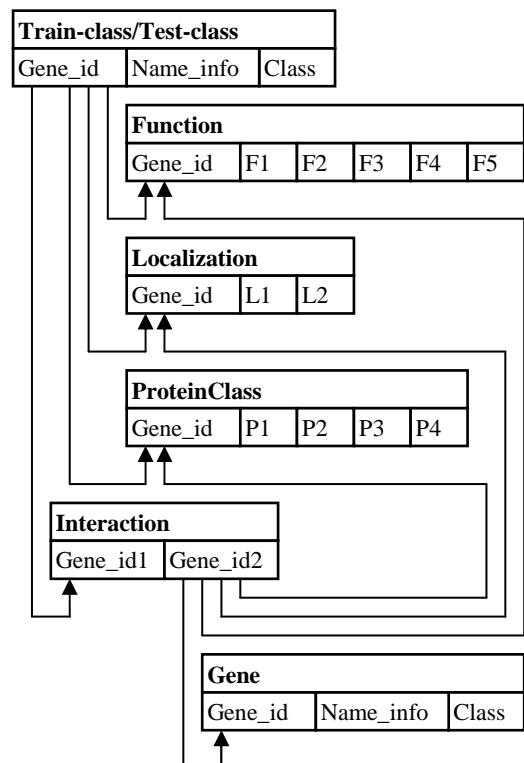 Train-class/Test-class
Gene_id Name_info Class
Function
Gene_id F1 F2 F3 F4 F5
Localization
Gene_id L1 L2
ProteinClass
Gene_id P1 P2 P3 P4
Interaction
Gene_id1 Gene_id2
Gene
Gene_id Name_info Class